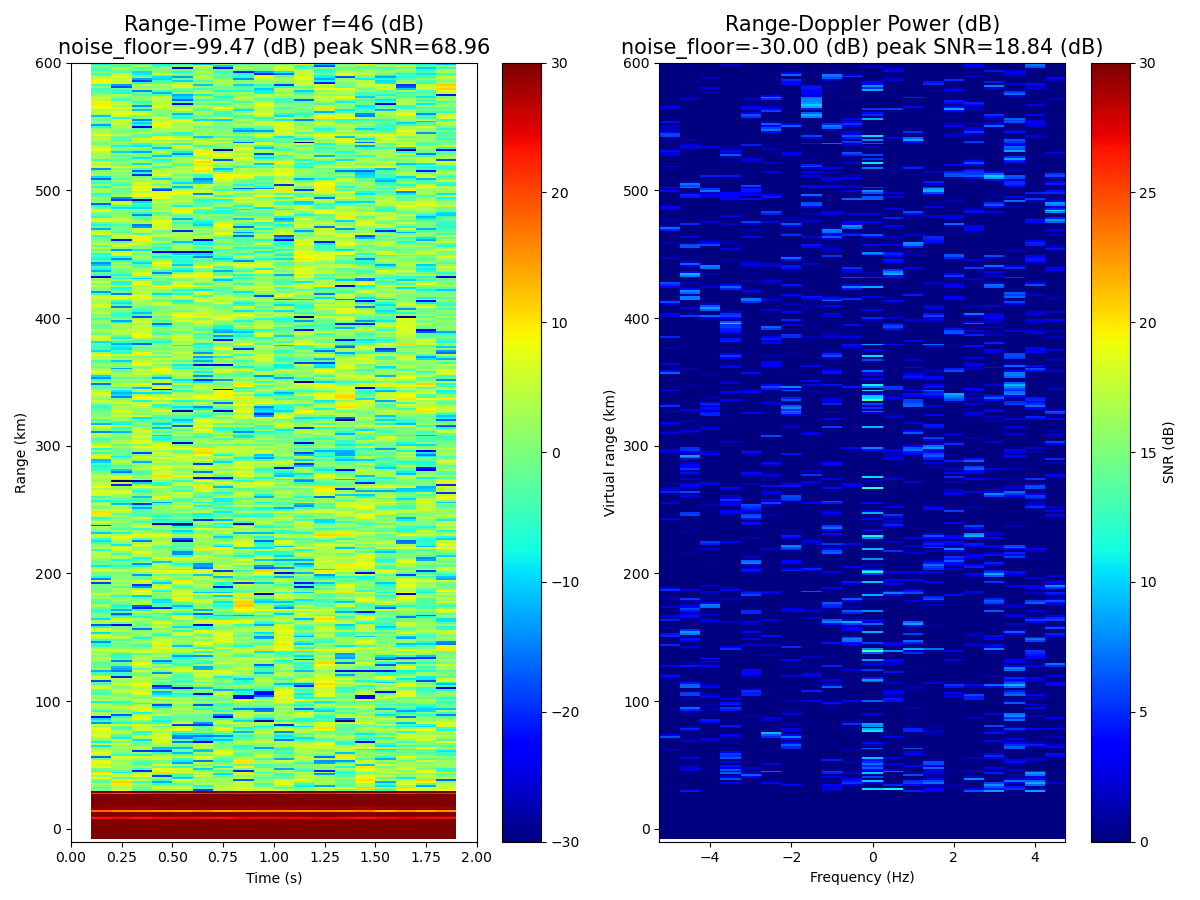 Range-Time Power f=46 (dB)
noise_floor=-99.47 (dB) peak SNR=68.96
600
500
400
300
200
100
0
Range (km)
0.00 0.25 0.50 0.75 1.00 1.25 1.50 1.75 2.00
Time (s)
30
20
10
0
−10
−20
−30
Range-Doppler Power (dB)
noise_floor=-30.00 (dB) peak SNR=18.84 (dB)
600
500
400
300
200
100
0
Virtual range (km)
−4 −2 0 2 4
Frequency (Hz)
30
25
20
15
10
5
0
SNR (dB)